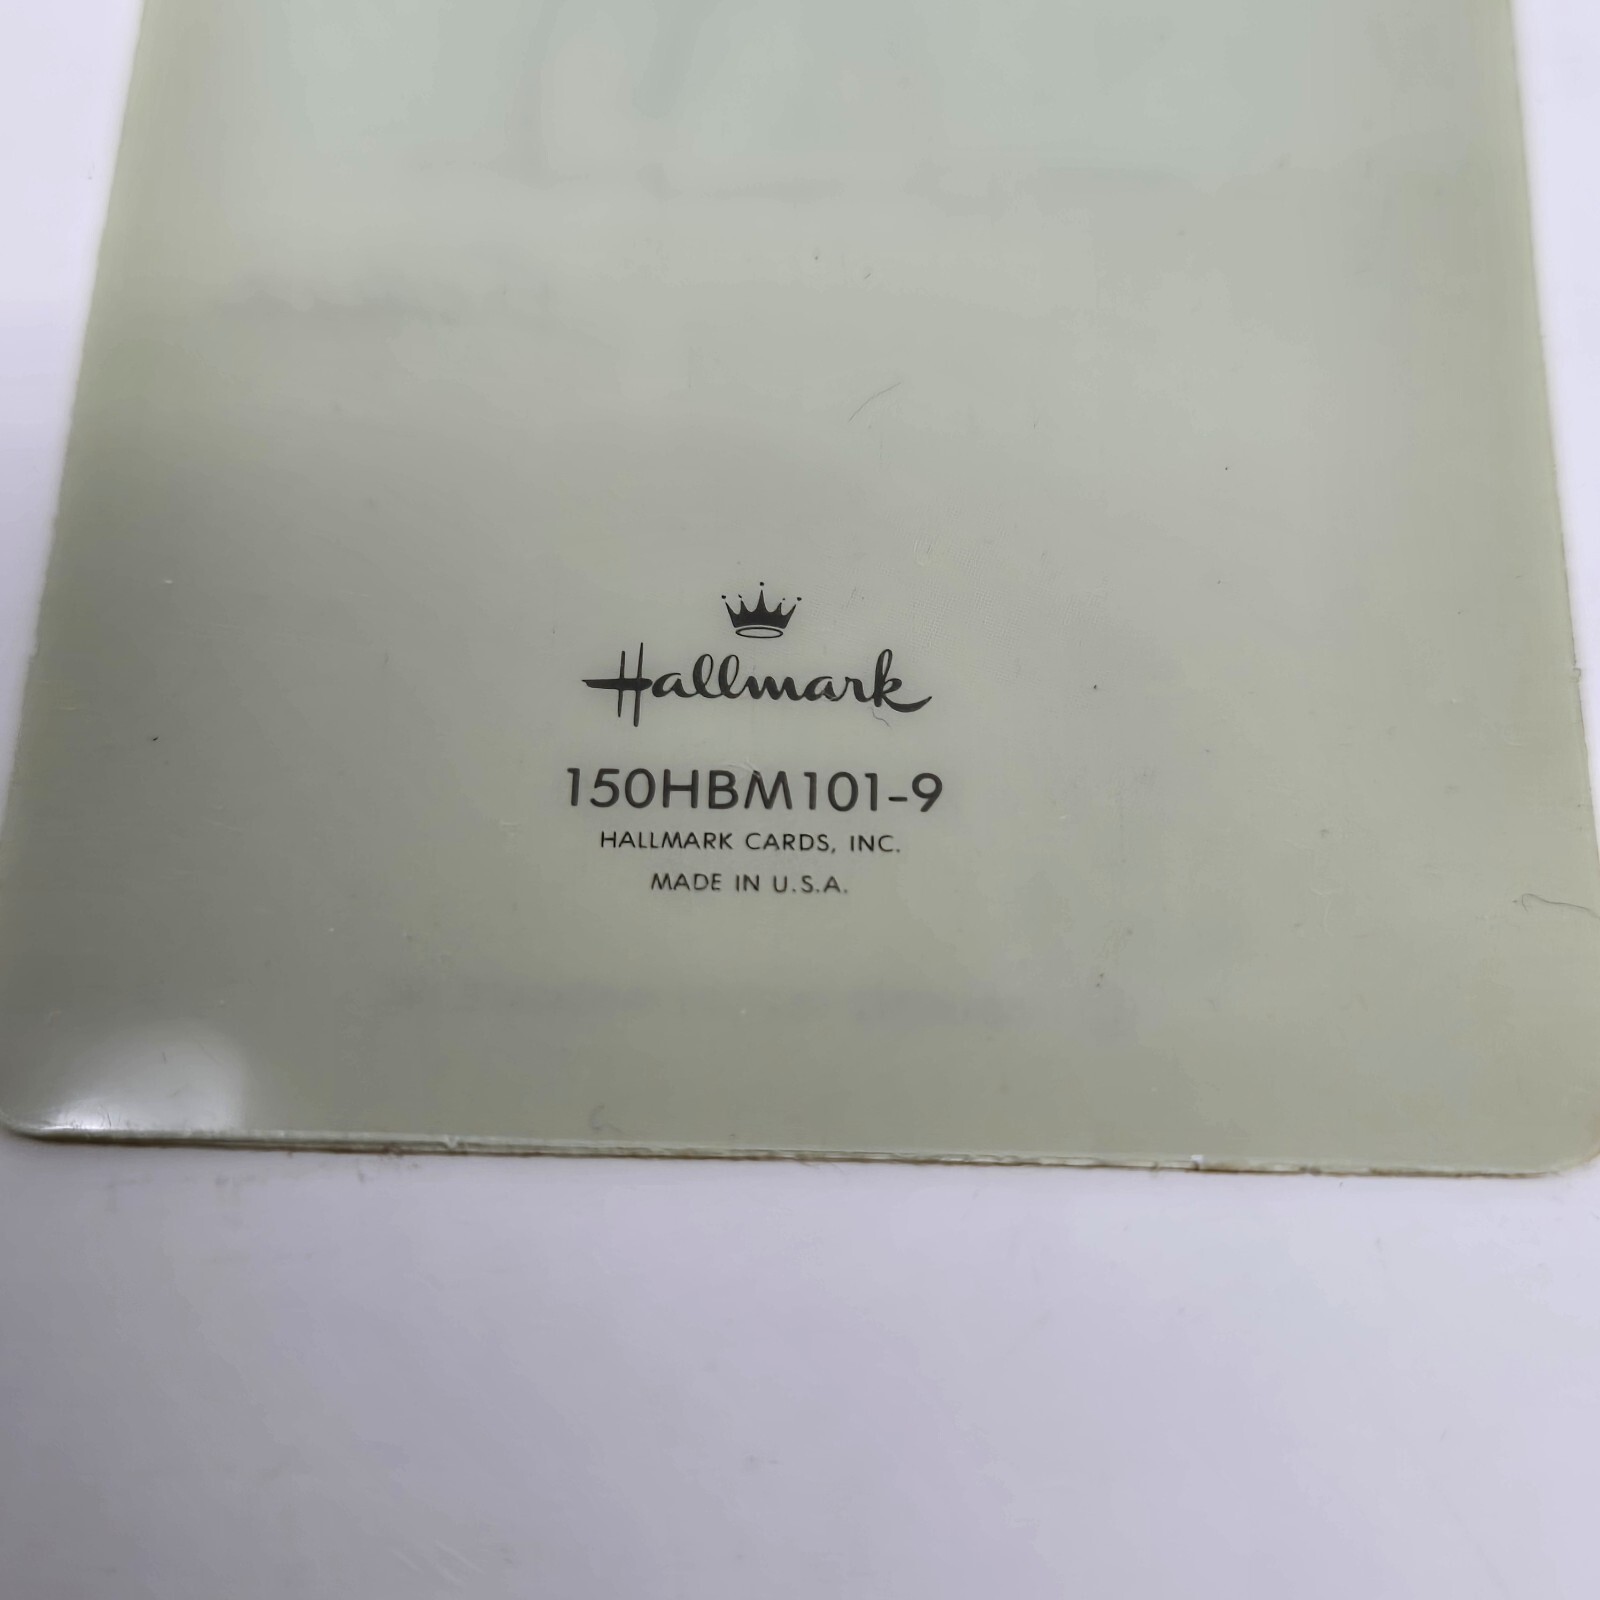 Hallmark
150HBM101-9
HALLMARK CARDS, INC.
MADE IN U.S.A.